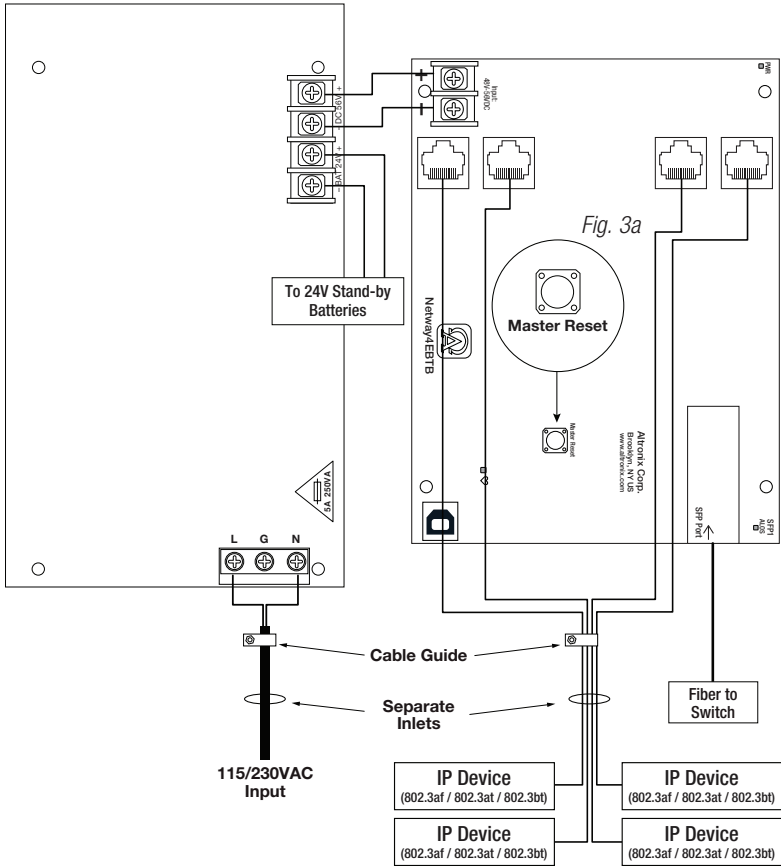 – BAT 24V +  – DC 56V +
Input:
48V-56VDC
PWR
To 24V Stand-by
Batteries
Fig. 3a
Master Reset
Netway4EBTB
Master Reset
Altronix Corp.
Brooklyn, NY US
www.altronix.com
SFP Port
SFP1
ALOS
5A 250VA
L G N
Cable Guide
Separate
Inlets
115/230VAC
Input
Fiber to
Switch
IP Device
(802.3af / 802.3at / 802.3bt)
IP Device
(802.3af / 802.3at / 802.3bt)
IP Device
(802.3af / 802.3at / 802.3bt)
IP Device
(802.3af / 802.3at / 802.3bt)